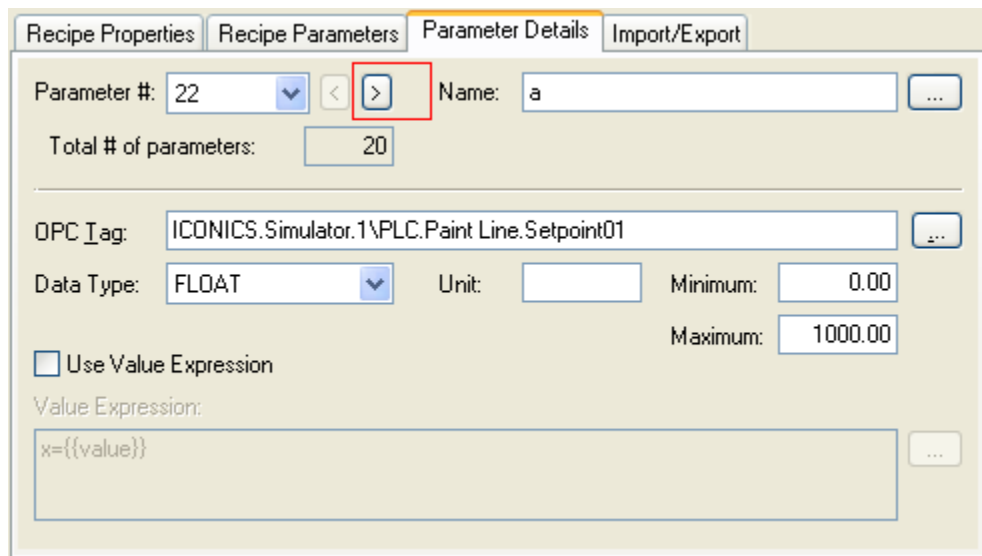 Recipe Properties Recipe Parameters Parameter Details Import/Export
Parameter #: 22 < > Name: a ...
Total # of parameters: 20
OPC Tag: ICONICS.Simulator.1\PLC.Paint Line.Setpoint01 ...
Data Type: FLOAT Unit: Minimum: 0.00
Maximum: 1000.00
Use Value Expression
Value Expression:
x={{value}} ...